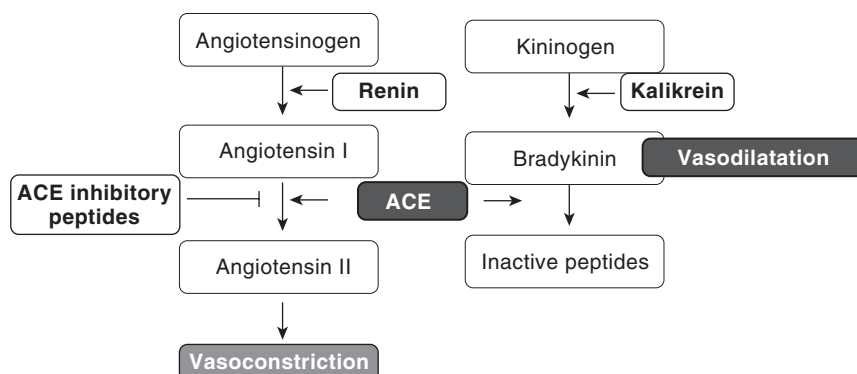 Angiotensinogen
Kininogen
Renin
Kalikrein
Angiotensin I
Bradykinin
Vasodilatation
ACE inhibitory
peptides
ACE
Angiotensin II
Inactive peptides
Vasoconstriction